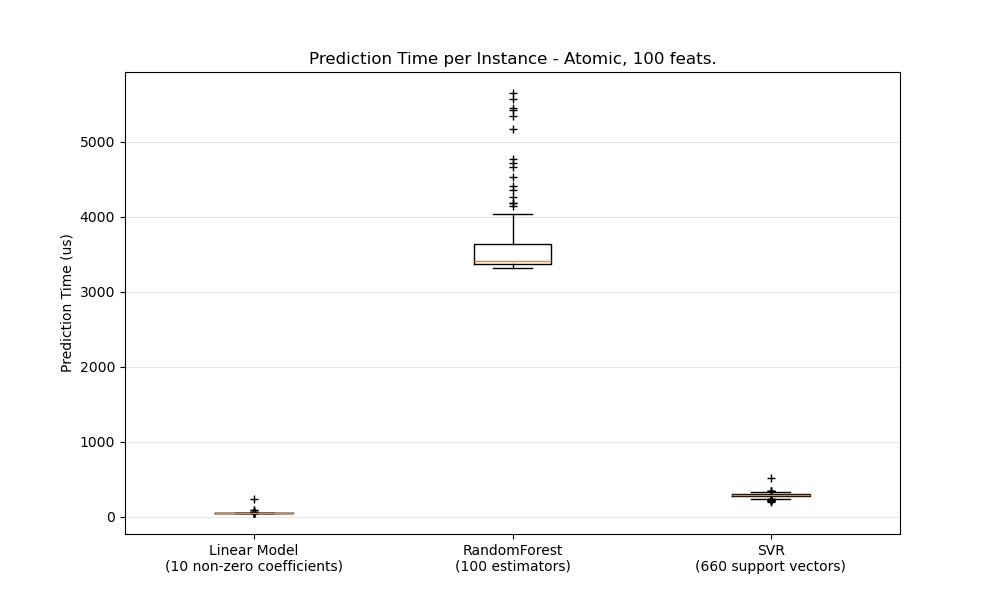 Prediction Time per Instance - Atomic, 100 feats.
Prediction Time (us)
5000
4000
3000
2000
1000
0
Linear Model
(10 non-zero coefficients)
RandomForest
(100 estimators)
SVR
(660 support vectors)